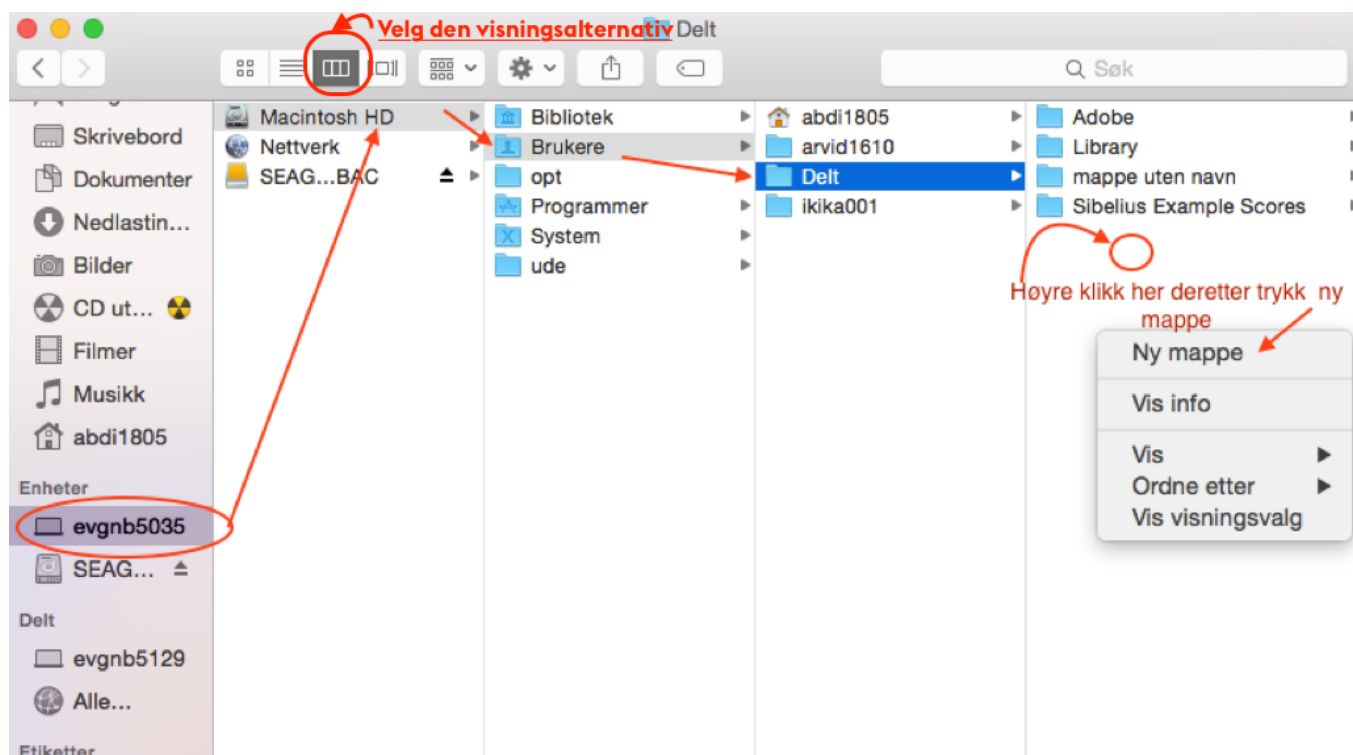 Velg den visningsalternativ Delt
Søk
Skrivebord
Dokumenter
Nedlastin...
Bilder
CD ut...
Filmer
Musikk
abdi1805
Enheter
evgnb5035
SEAG...
Delt
evgnb5129
Alle...
Etiketter
Macintosh HD
Nettverk
SEAG...BAC
Bibliotek
Brukere
opt
Programmer
System
ude
abdi1805
arvid1610
Delt
ikika001
Adobe
Library
mappe uten navn
Sibelius Example Scores
Høyre klikk her deretter trykk ny
mappe
Ny mappe
Vis info
Vis
Ordne etter
Vis visningsvalg